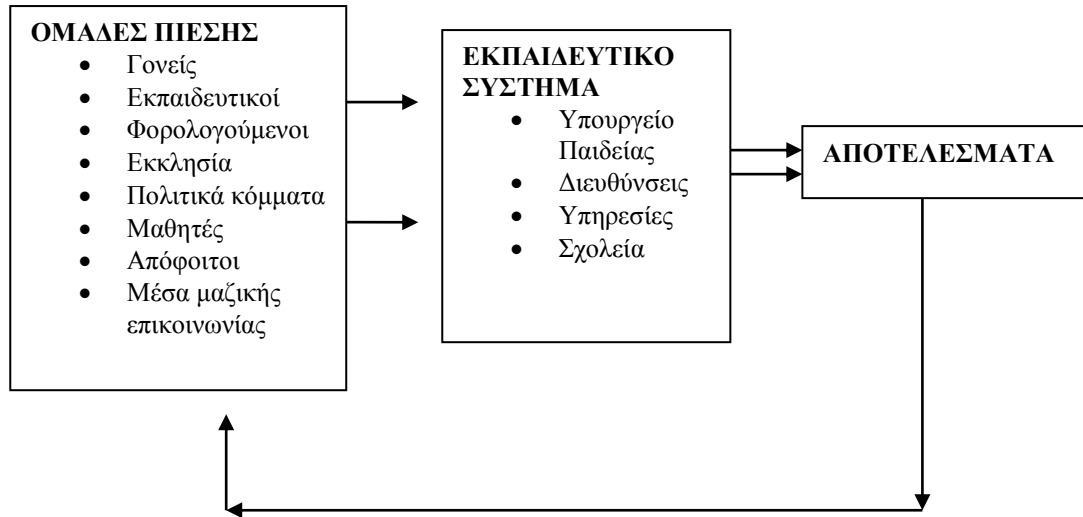 ΟΜΑΔΕΣ ΠΙΕΣΗΣ
• Γονείς
• Εκπαιδευτικοί
• Φορολογούμενοι
• Εκκλησία
• Πολιτικά κόμματα
• Μαθητές
• Απόφοιτοι
• Μέσα μαζικής
επικοινωνίας
ΕΚΠΑΙΔΕΥΤΙΚΟ
ΣΥΣΤΗΜΑ
• Υπουργείο
Παιδείας
• Διευθύνσεις
• Υπηρεσίες
• Σχολεία
ΑΠΟΤΕΛΕΣΜΑΤΑ